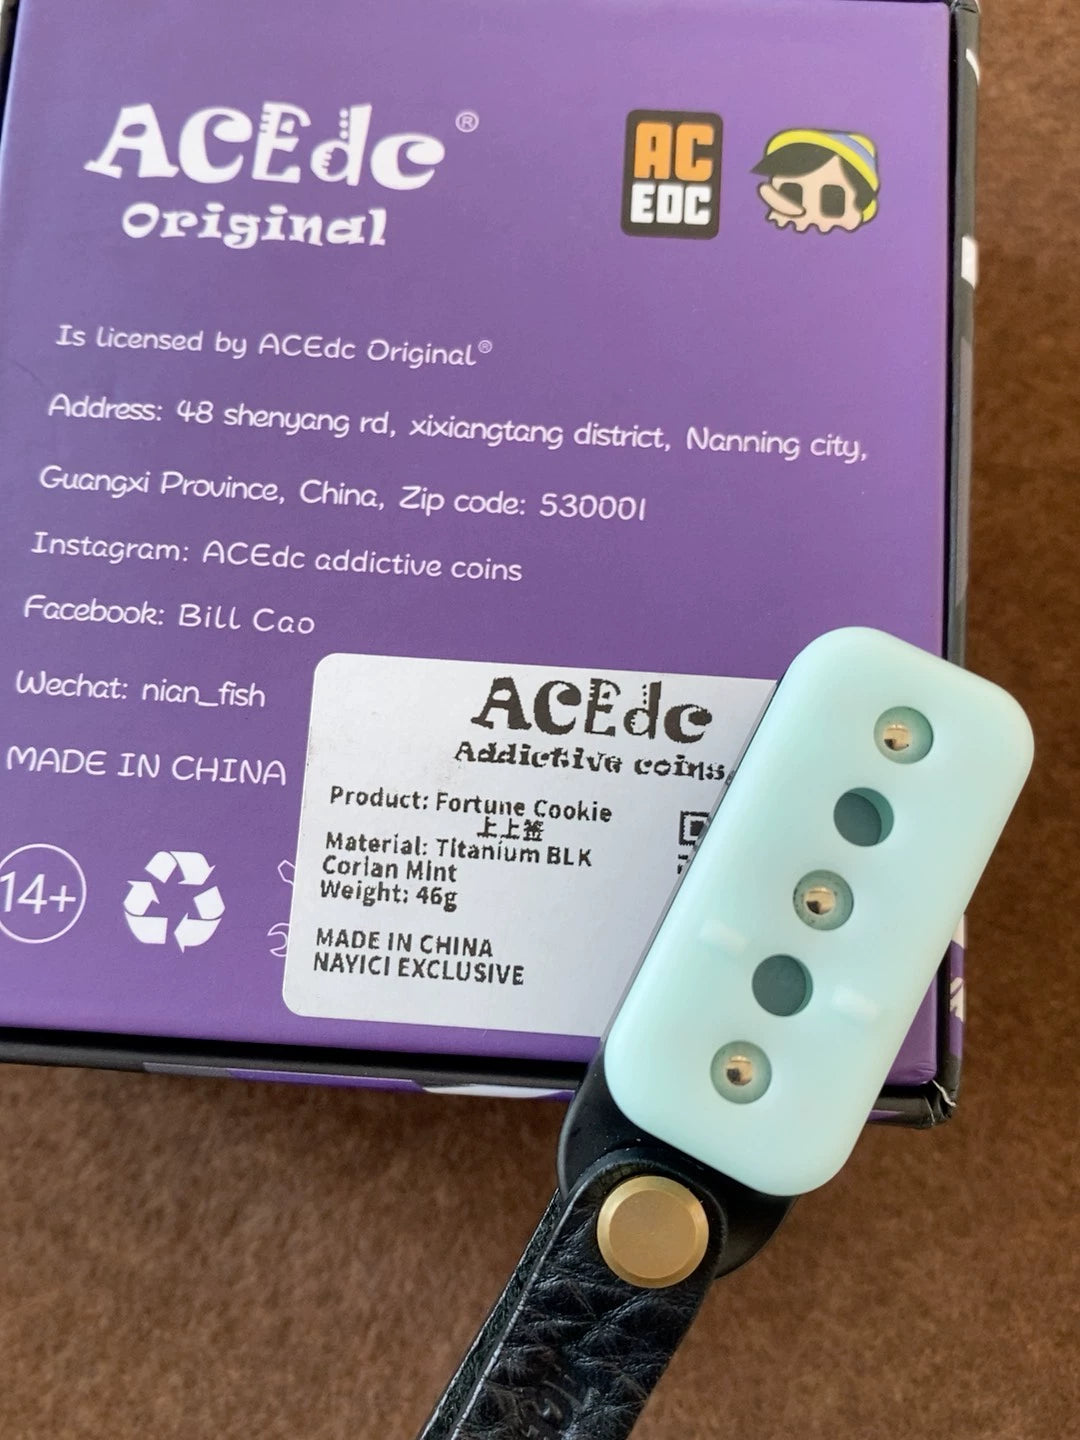 ACEdc®
Original
AC
EDC
Is licensed by ACEdc Original®
Address: 48 shenyang rd, xixiangtang district, Nanning city,
Guangxi Province, China, Zip code: 530001
Instagram: ACEdc addictive coins
Facebook: Bill Cao
Wechat: nian_fish
MADE IN CHINA
14+
ACEdc
Addictive coins
Product: Fortune Cookie
上上签
Material: Titanium BLK
Corian Mint
Weight: 46g
MADE IN CHINA
NAYICI EXCLUSIVE